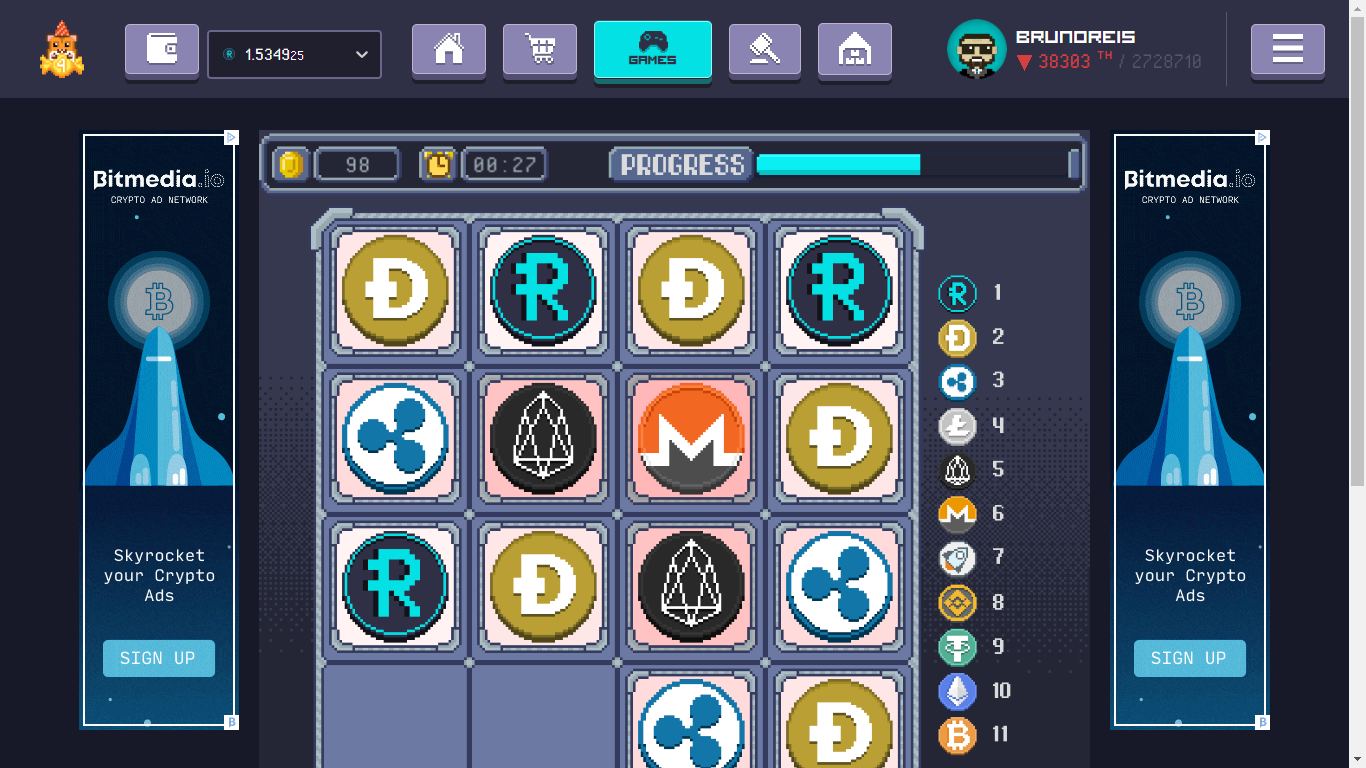 1.534925
GAMES
BRUNOREIS
38303 TH / 2728710
Bitmedia.io
CRYPTO AD NETWORK
Skyrocket
your Crypto
Ads
SIGN UP
98
00:27
PROGRESS
1
2
3
4
5
6
7
8
9
10
11
Bitmedia.io
CRYPTO AD NETWORK
Skyrocket
your Crypto
Ads
SIGN UP